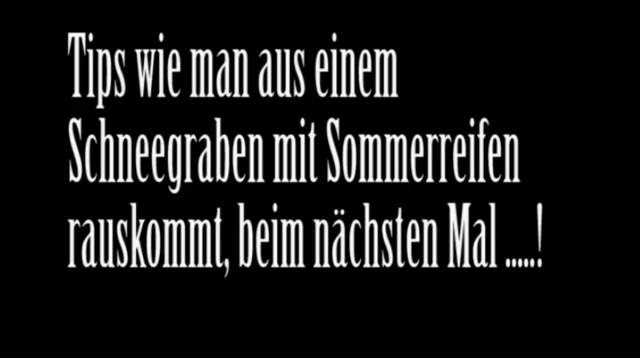 Tips wie man aus einem
Schneegraben mit Sommerreifen
rauskommt, beim nächsten Mal .....!